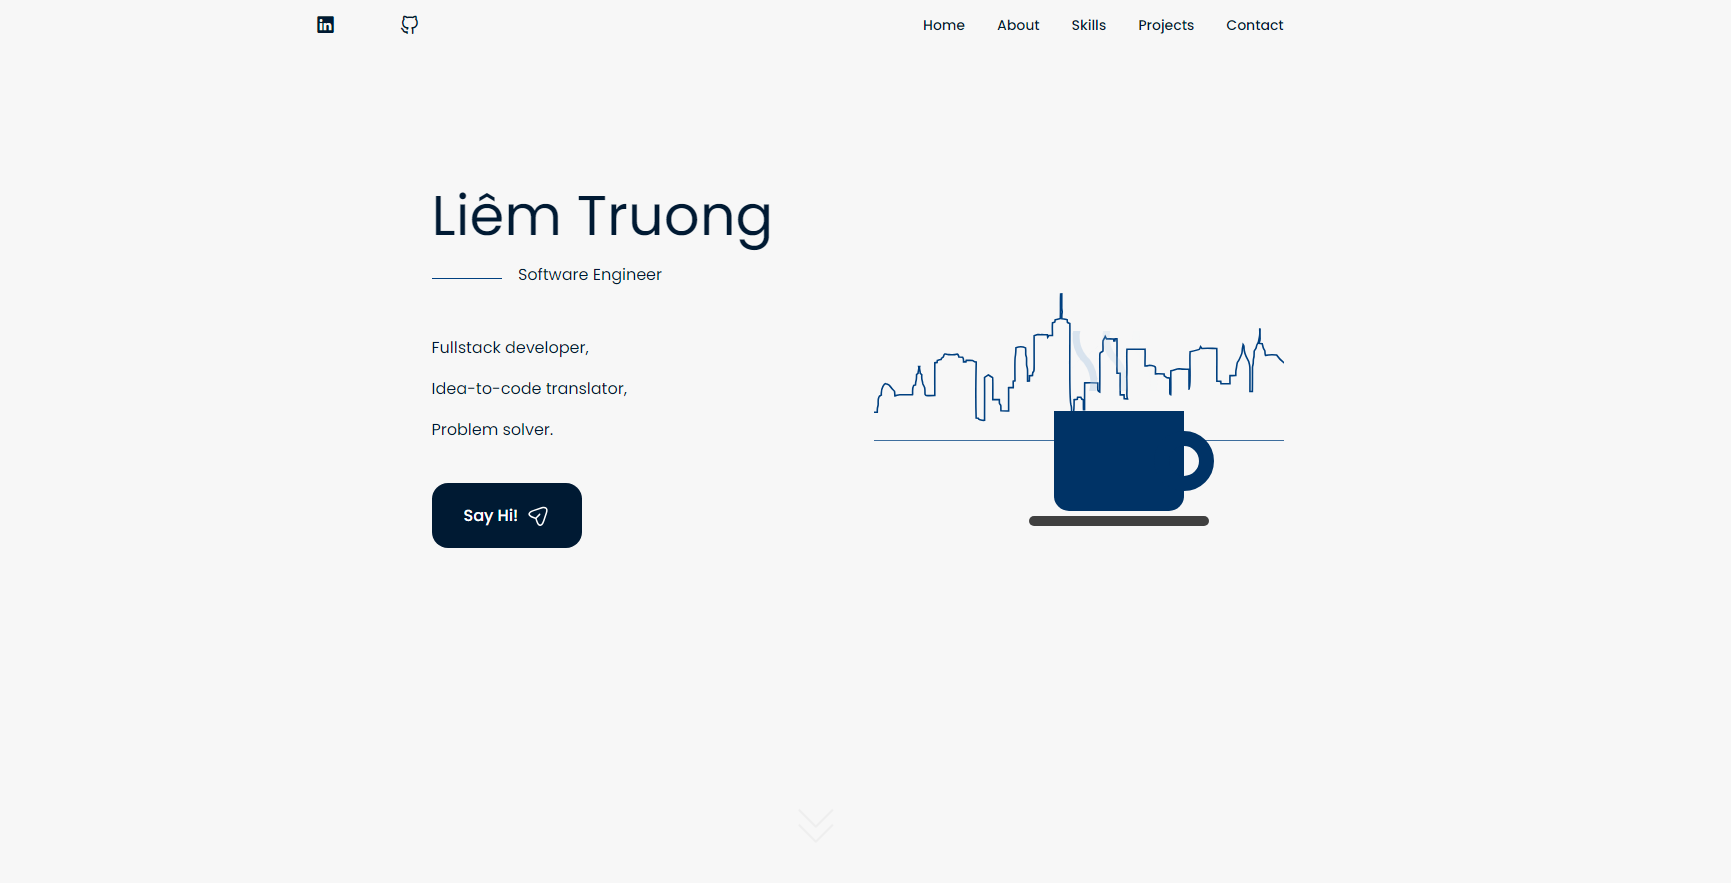 in
Home About Skills Projects Contact
Liêm Truong
Software Engineer
Fullstack developer,
Idea-to-code translator,
Problem solver.
Say Hi!